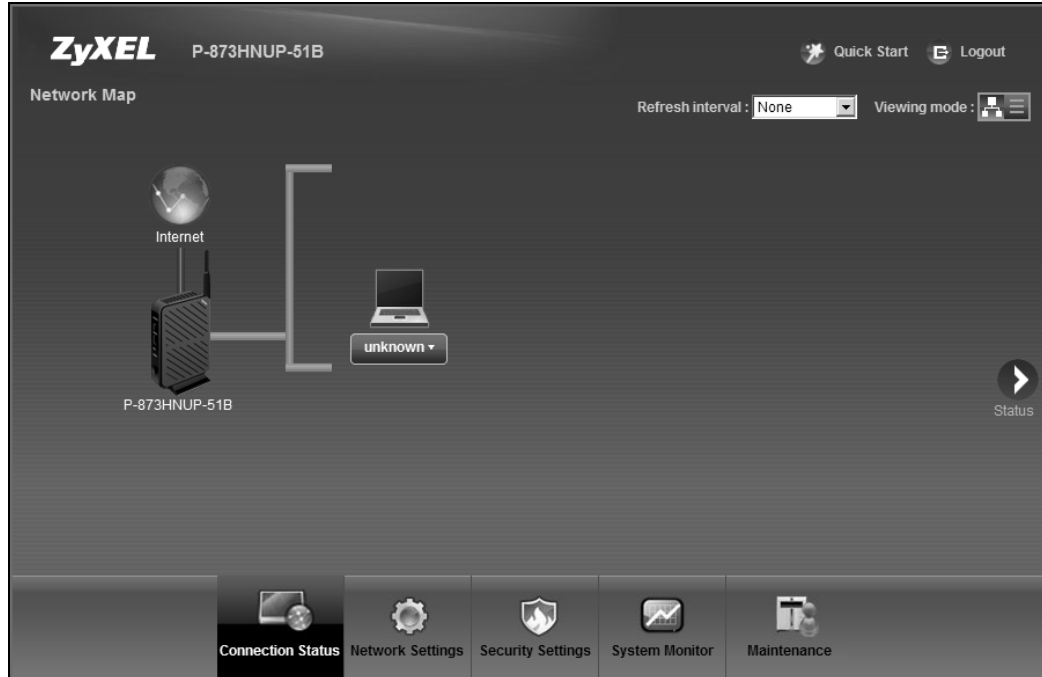 ZyXEL P-873HNUP-51B
Quick Start Logout
Network Map
Refresh interval : None Viewing mode :
Internet
unknown
P-873HNUP-51B
Status
Connection Status Network Settings Security Settings System Monitor Maintenance